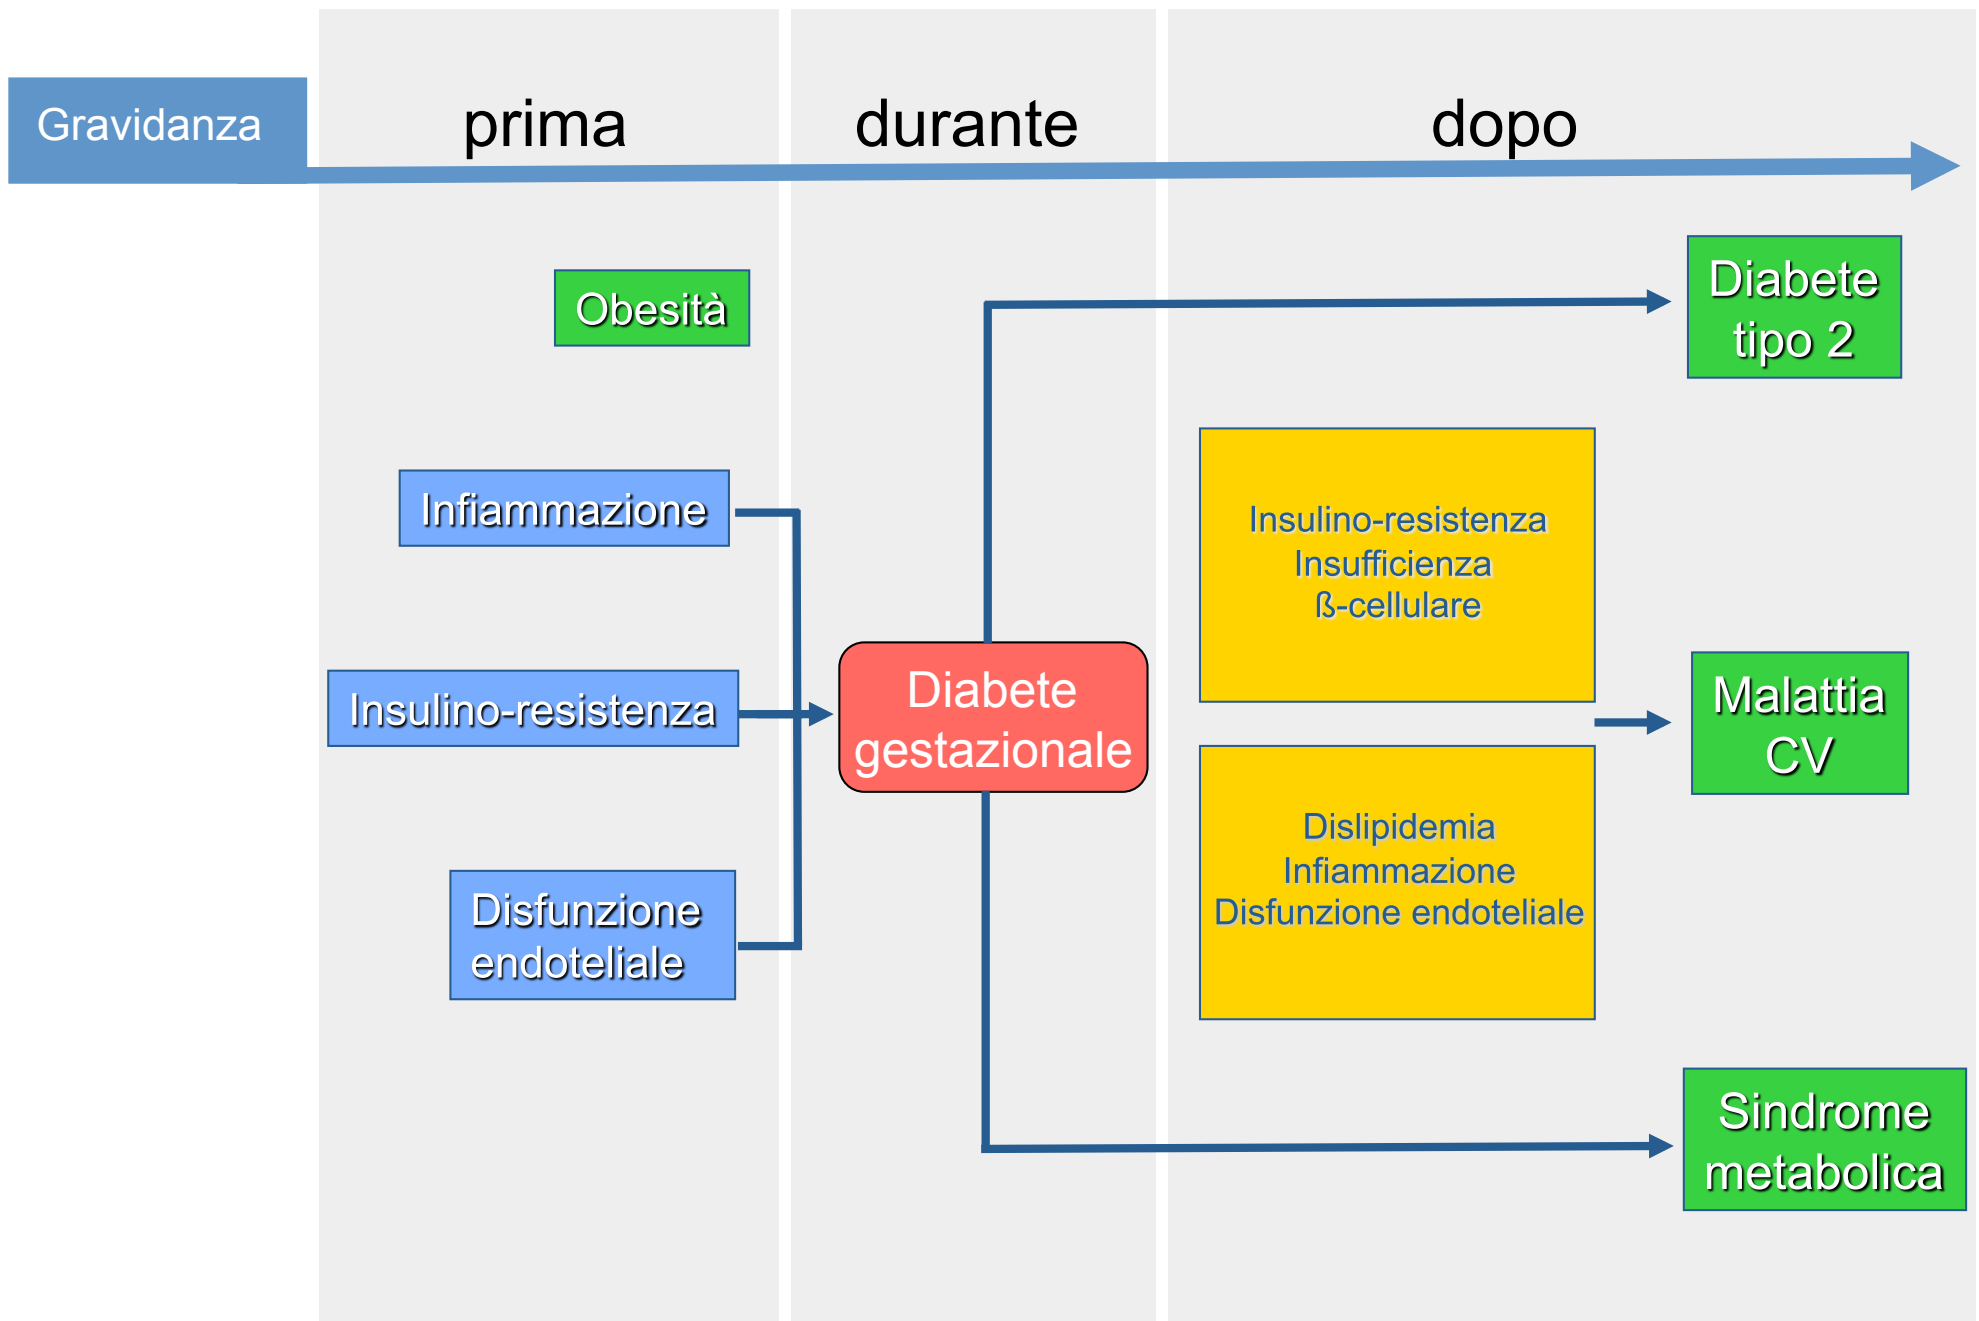 Gravidanza
prima
durante
dopo
Obesità
Infiammazione
Insulino-resistenza
Disfunzione
endoteliale
Diabete
gestazionale
Insulino-resistenza
Insufficienza
ß-cellulare
Dislipidemia
Infiammazione
Disfunzione endoteliale
Diabete
tipo 2
Malattia
CV
Sindrome
metabolica